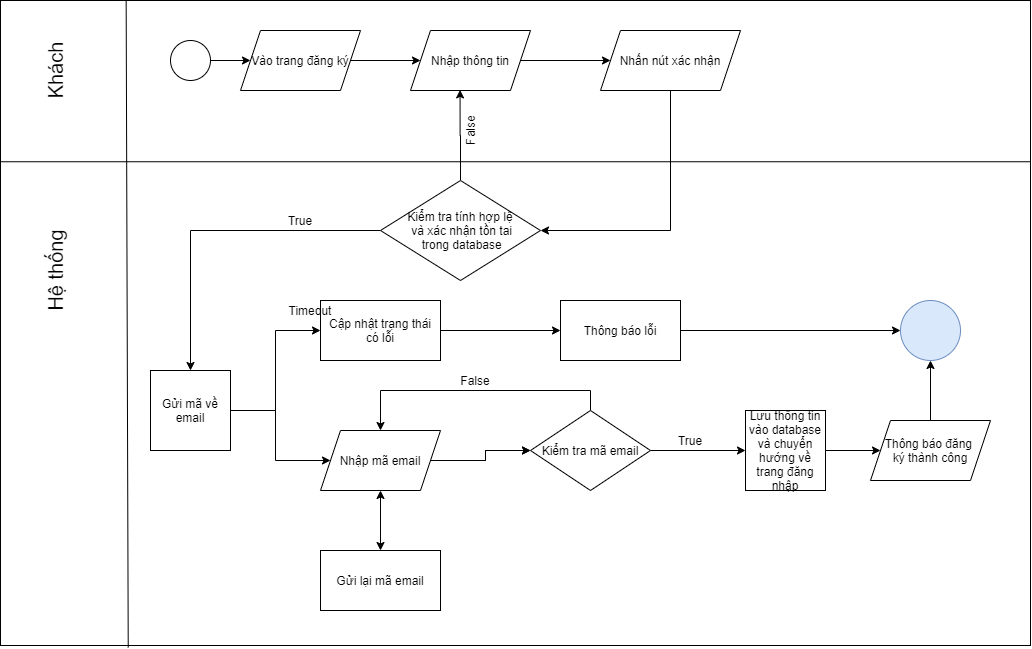 Khách
Vào trang đăng ký
Nhập thông tin
Nhấn nút xác nhận
False
Hệ thống
Kiểm tra tính hợp lệ
và xác nhận tồn tai
trong database
True
Timeout
Cập nhật trạng thái
có lỗi
Thông báo lỗi
Gửi mã về
email
False
Nhập mã email
Kiểm tra mã email
True
Lưu thông tin
vào database
và chuyển
hướng về
trang đăng
nhập
Thông báo đăng
ký thành công
Gửi lại mã email